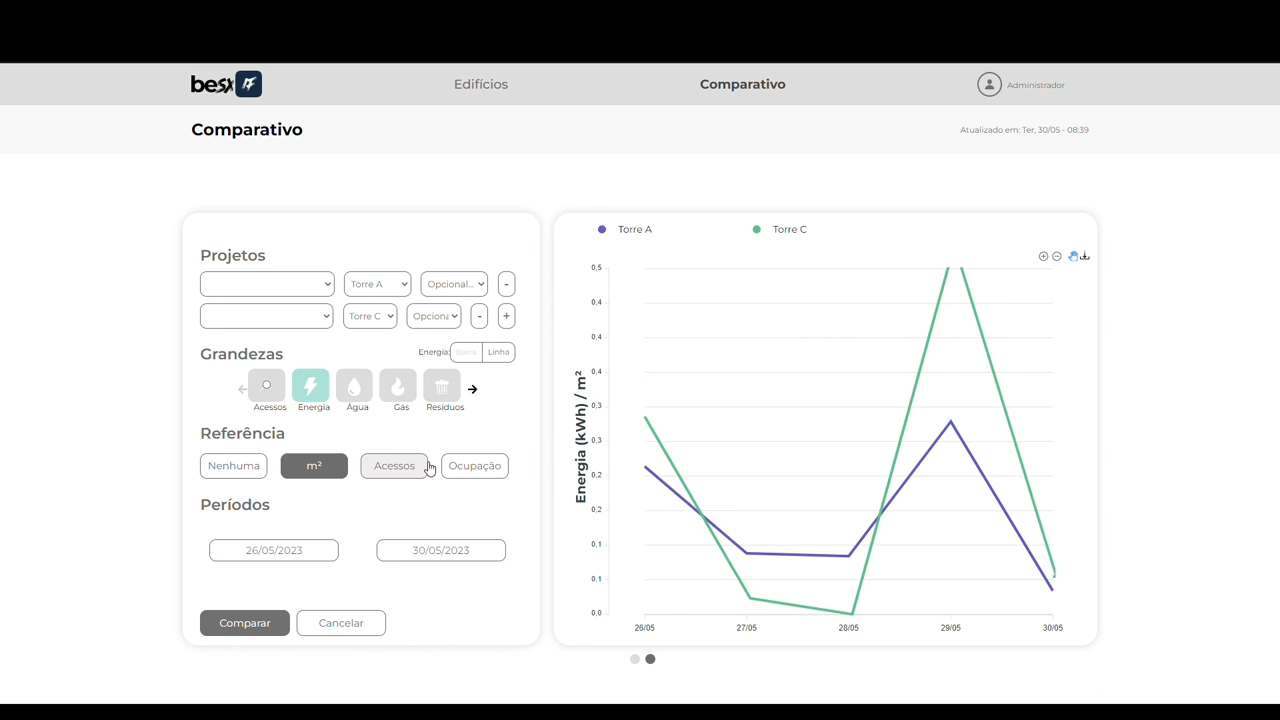 besx
Edifícios
Comparativo
Administrador
Comparativo
Atualizado em: Ter, 30/05 - 08:39
Projetos
Torre A
Opcional...
-
Torre C
Opciona
-
+
Grandezas
Energia:
Barra
Linha
Acessos
Energia
Água
Gás
Resíduos
Referência
Nenhuma
m²
Acessos
Ocupação
Períodos
26/05/2023
30/05/2023
Comparar
Cancelar
Torre A
Torre C
Energia (kWh) / m²
0,5
0,4
0,4
0,4
0,3
0,3
0,2
0,2
0,1
0,1
0,0
26/05
27/05
28/05
29/05
30/05